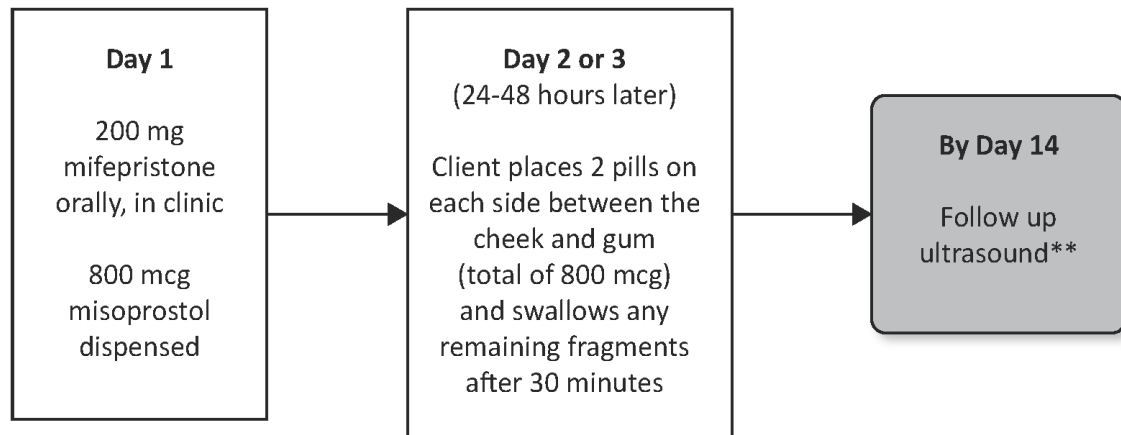 Day 1
200 mg
mifepristone
orally, in clinic
800 mcg
misoprostol
dispensed
Day 2 or 3
(24-48 hours later)
Client places 2 pills on
each side between the
cheek and gum
(total of 800 mcg)
and swallows any
remaining fragments
after 30 minutes
By Day 14
Follow up
ultrasound**